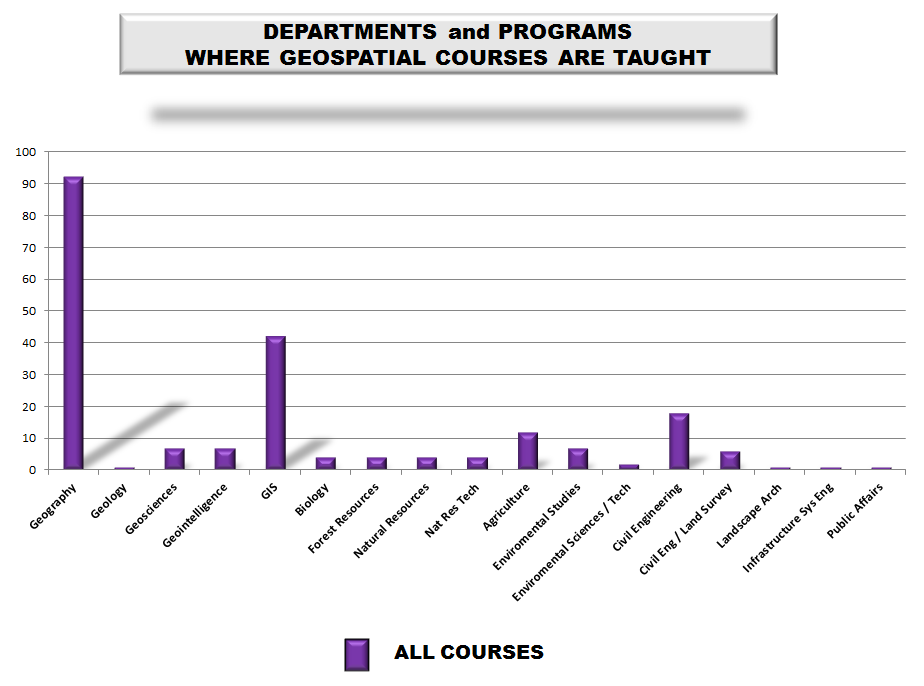 DEPARTMENTS and PROGRAMS
WHERE GEOSPATIAL COURSES ARE TAUGHT
100
90
80
70
60
50
40
30
20
10
0
Geography
Geology
Geosciences
Geointelligence
GIS
Biology
Forest Resources
Natural Resources
Nat Res Tech
Agriculture
Enviromental Studies
Enviromental Sciences / Tech
Civil Engineering
Civil Eng / Land Survey
Landscape Arch
Infrastructure Sys Eng
Public Affairs
ALL COURSES